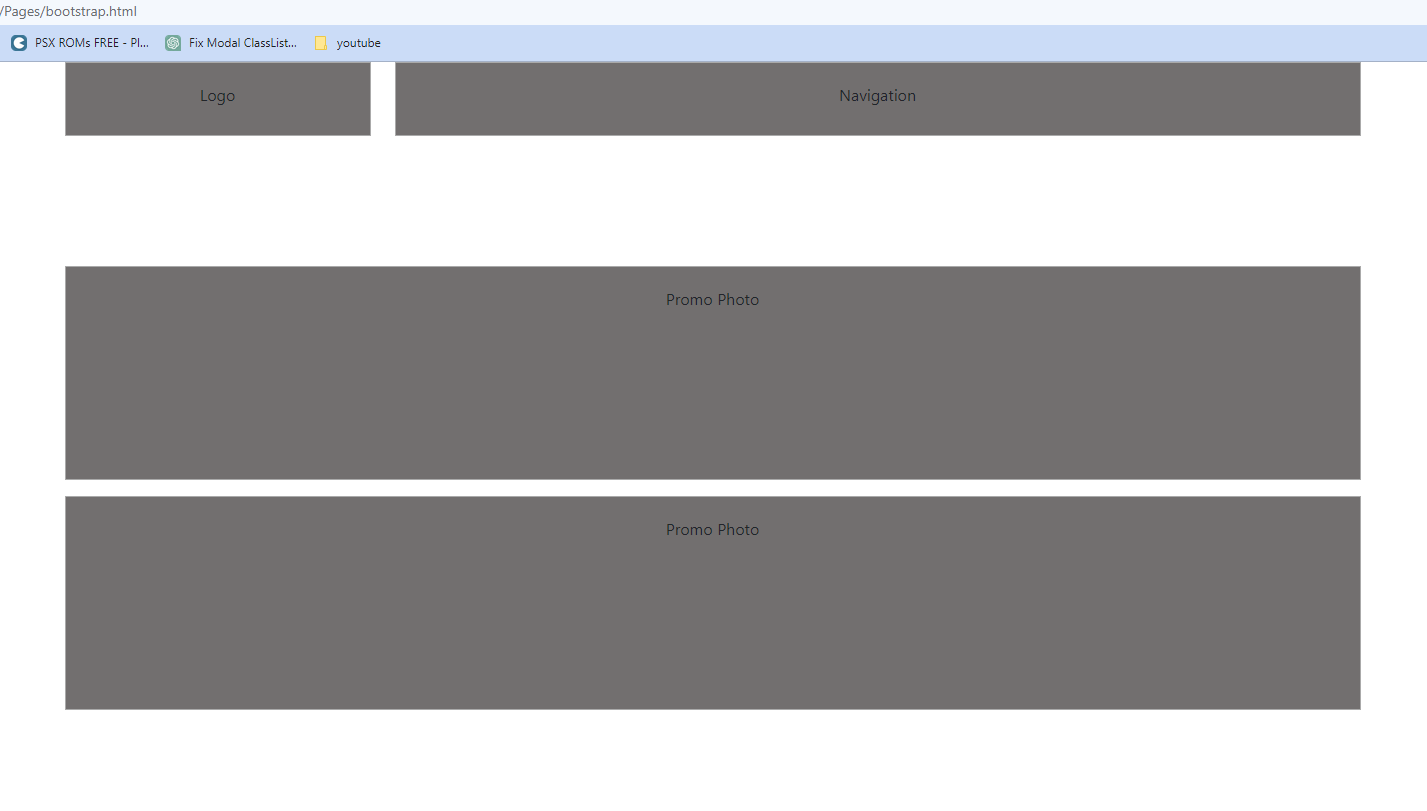 /Pages/bootstrap.html
PSX ROMs FREE - Pl... Fix Modal ClassList... youtube
Logo Navigation
Promo Photo
Promo Photo